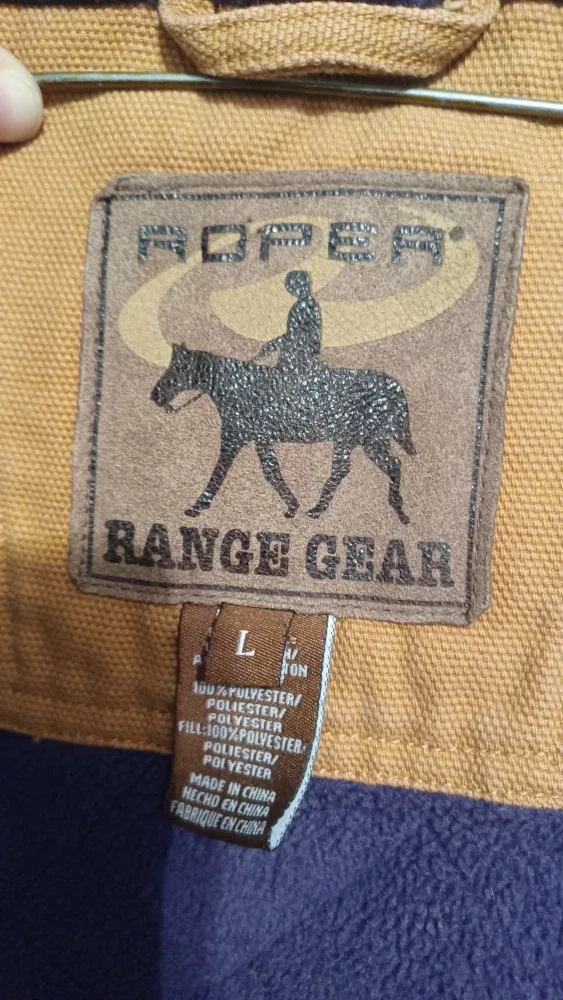 ROPER
RANGE GEAR
L
100%POLYESTER/
POLIESTER/
POLYESTER
FILL:100%POLYESTER/
POLIESTER/
POLYESTER
MADE IN CHINA
HECHO EN CHINA
FABRIQUE EN CHINA